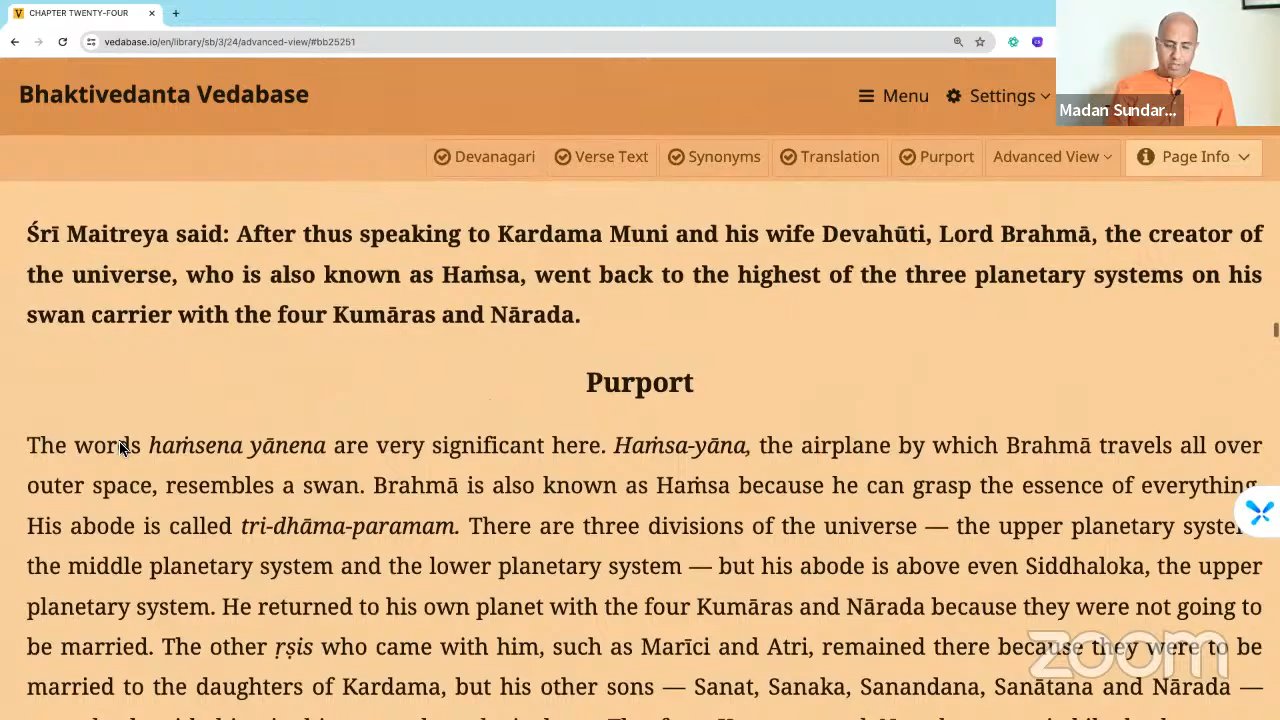 CHAPTER TWENTY-FOUR
vedabase.io/en/library/sb/3/24/advanced-view/#bb25251
Bhaktivedanta Vedabase
Menu
Settings
Madan Sundar...
Devanagari
Verse Text
Synonyms
Translation
Purport
Advanced View
Page Info
Śrī Maitreya said: After thus speaking to Kardama Muni and his wife Devahūti, Lord Brahmā, the creator of
the universe, who is also known as Haṁsa, went back to the highest of the three planetary systems on his
swan carrier with the four Kumāras and Nārada.
Purport
The words haṁsena yānena are very significant here. Haṁsa-yāna, the airplane by which Brahmā travels all over
outer space, resembles a swan. Brahmā is also known as Haṁsa because he can grasp the essence of everything.
His abode is called tri-dhāma-paramam. There are three divisions of the universe — the upper planetary system,
the middle planetary system and the lower planetary system — but his abode is above even Siddhaloka, the upper
planetary system. He returned to his own planet with the four Kumāras and Nārada because they were not going to
be married. The other ṛṣis who came with him, such as Marīci and Atri, remained there because they were to be
married to the daughters of Kardama, but his other sons — Sanat, Sanaka, Sanandana, Sanātana and Nārada —
zoom